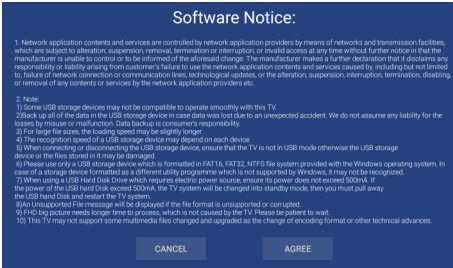 Software Notice:
1. Network application contents and services are controlled by network application providers by means of networks and transmission facilities,
which are subject to alteration, suspension, removal, termination or interruption, or invalid access at any time without further notice in that the
manufacturer is unable to control or to be informed of the aforesaid change. The manufacturer makes a further declaration that it disclaims any
responsibility or liability arising from customer's failure to use the network application contents and services caused by, including but not limited
to, failure of network connection or communication lines, technological updates, or the alteration, suspension, interruption, termination, disabling,
or removal of any contents or services by the network application providers etc.
2. Note:
1) Some USB storage devices may not be compatible to operate smoothly with this TV.
2)Back up all of the data in the USB storage device in case data was lost due to an unexpected accident. We do not assume any liability for the
losses by misuse or malfunction. Data backup is consumer's responsibility.
3) For large file sizes, the loading speed may be slightly longer.
4) The recognition speed of a USB storage device may depend on each device.
5) When connecting or disconnecting the USB storage device, ensure that the TV is not in USB mode otherwise the USB storage
device or the files stored in it may be damaged.
6) Please use only a USB storage device which is formatted in FAT16, FAT32, NTFS file system provided with the Windows operating system. In
case of a storage device formatted as a different utility programme which is not supported by Windows, it may not be recognized.
7) When using a USB Hard Disk Drive which requires electric power source, ensure its power does not exceed 500mA. If
the power of the USB hard Disk exceed 500mA, the TV system will be changed into standby mode, then you must pull away
the USB hand Disk and restart the TV system.
8)An Unsupported File message will be displayed if the file format is unsupported or corrupted.
9) FHD big picture needs longer time to process, which is not caused by the TV. Please be patient to wait.
10) This TV may not support some multimedia files changed and upgraded as the change of encoding format or other technical advances.
CANCEL
AGREE